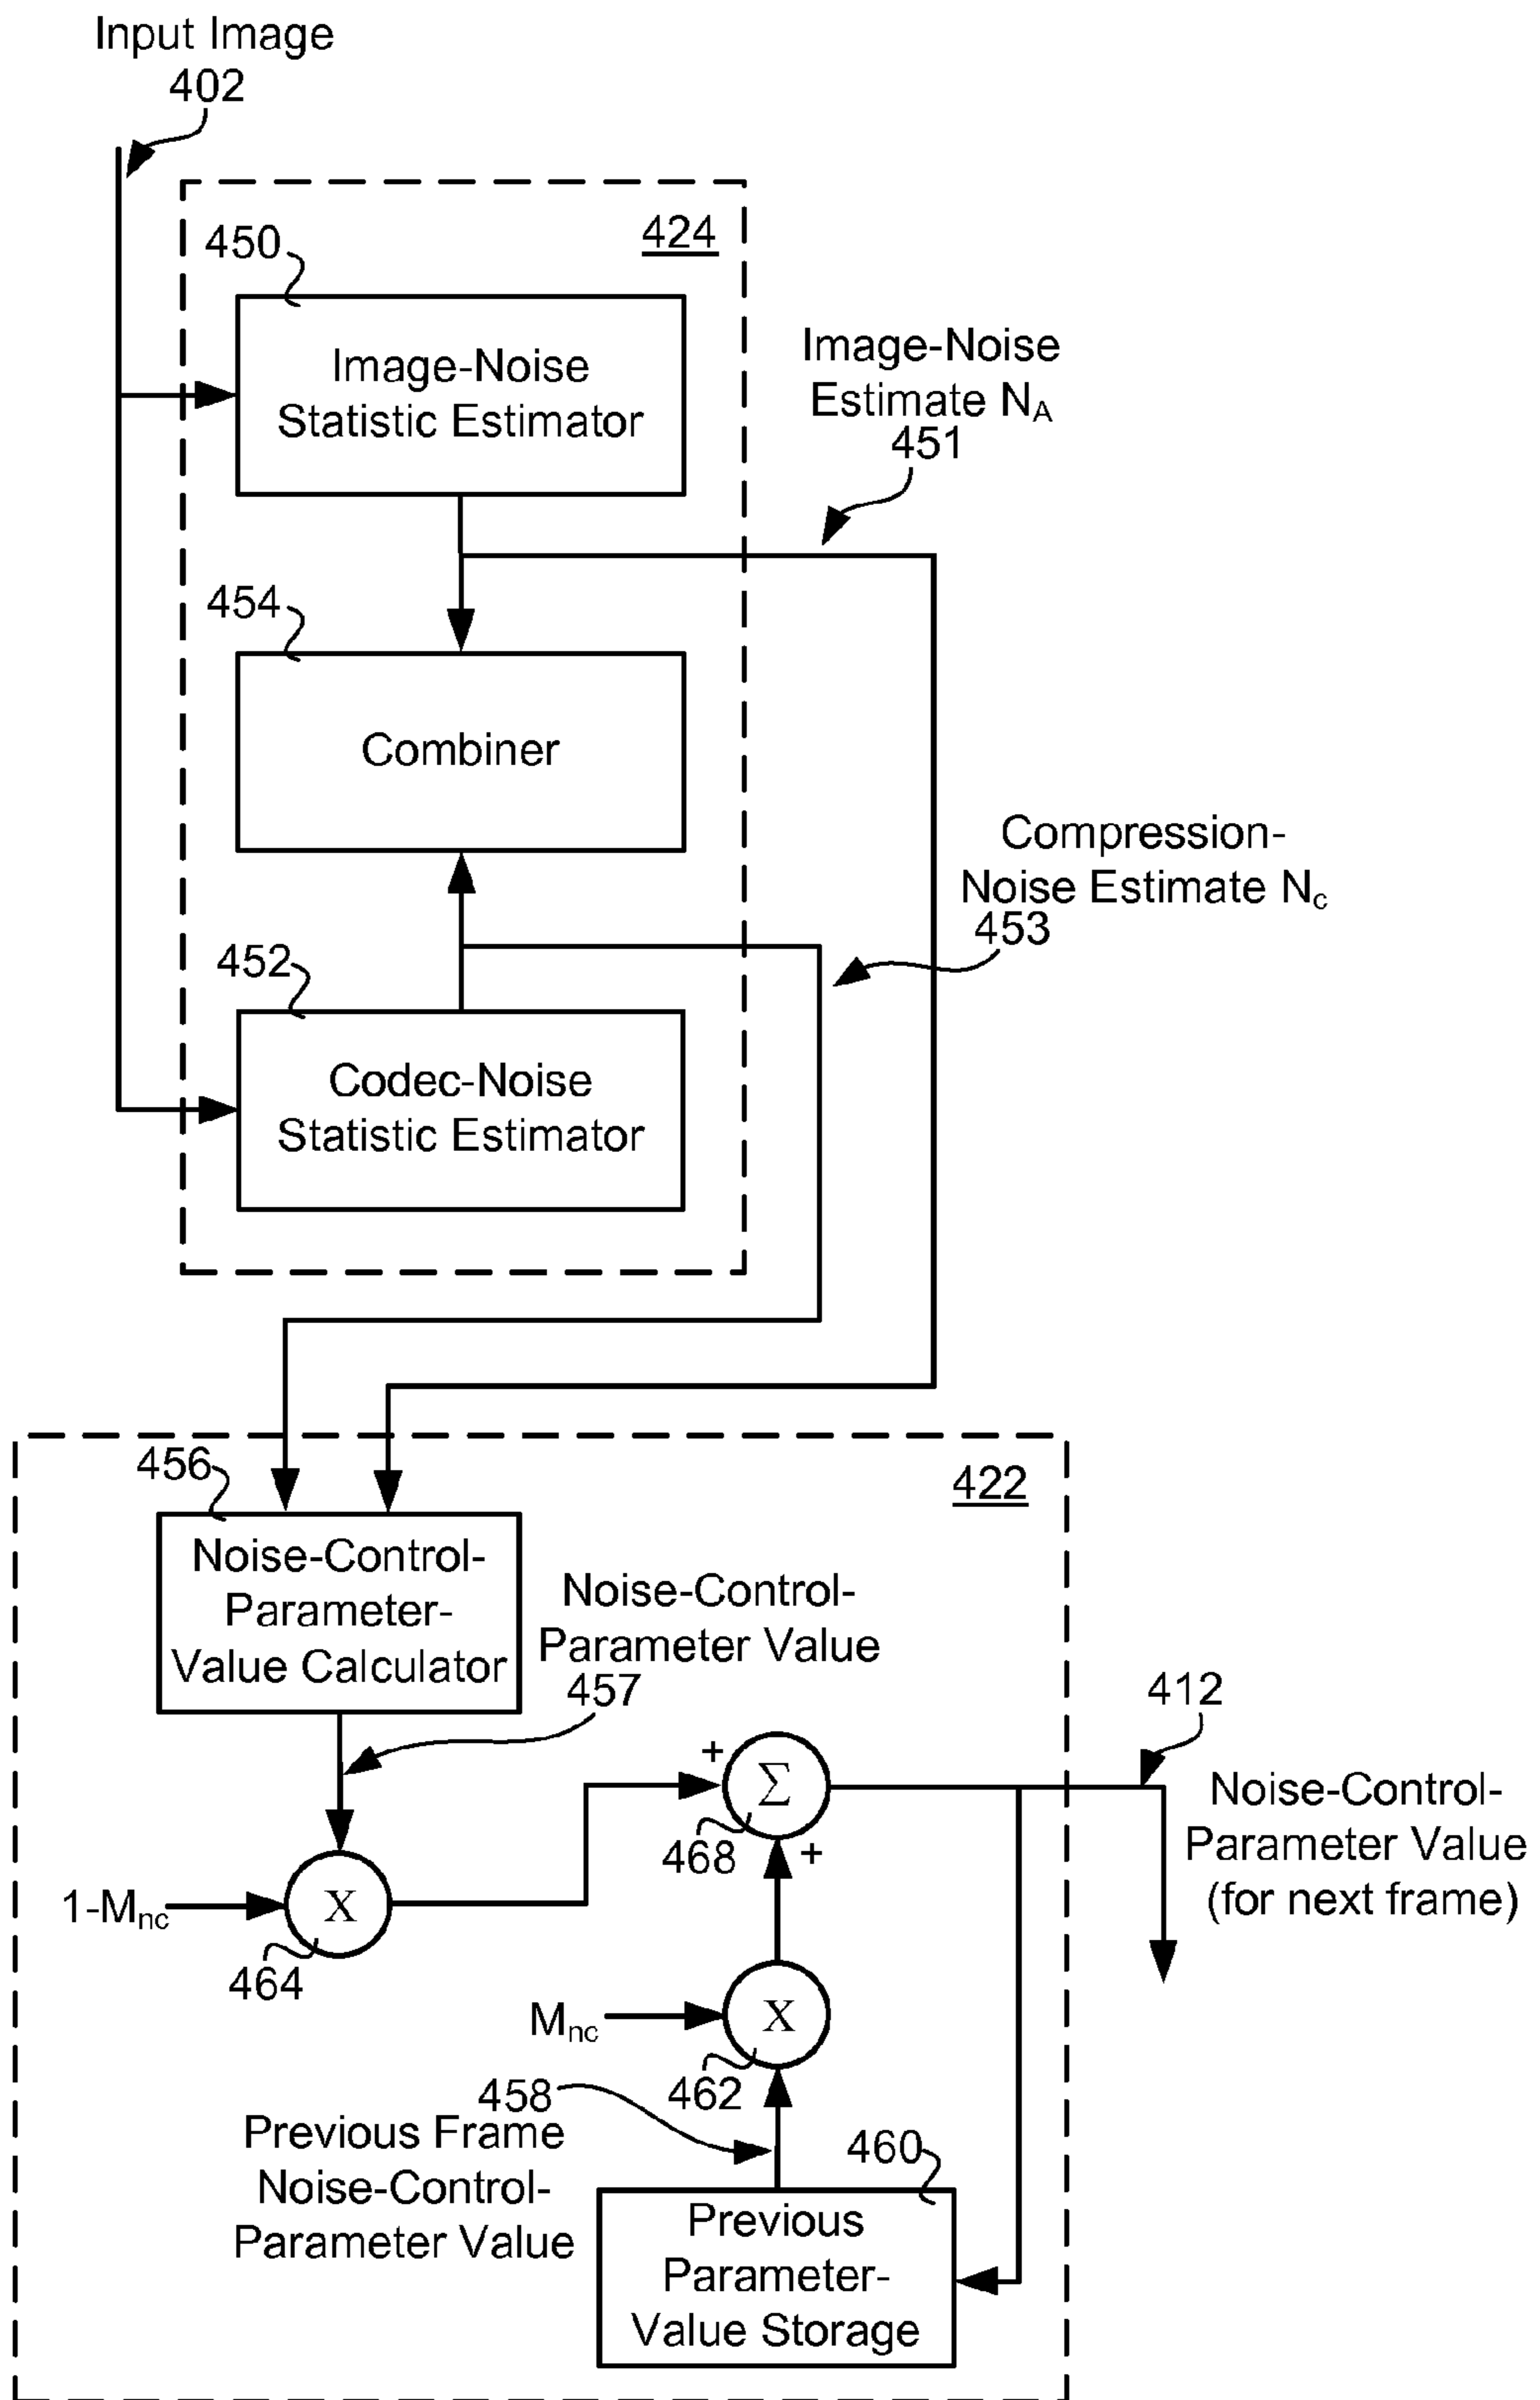 Input Image
402
424
450
Image-Noise
Statistic Estimator
Image-Noise
Estimate NA
451
454
Combiner
Compression-
Noise Estimate Nc
453
452
Codec-Noise
Statistic Estimator
422
456
Noise-Control-
Parameter-
Value Calculator
Noise-Control-
Parameter Value
457
412
Noise-Control-
Parameter Value
(for next frame)
+
Σ
468
+
1-Mnc
X
464
Mnc
X
462
458
Previous Frame
Noise-Control-
Parameter Value
460
Previous
Parameter-
Value Storage